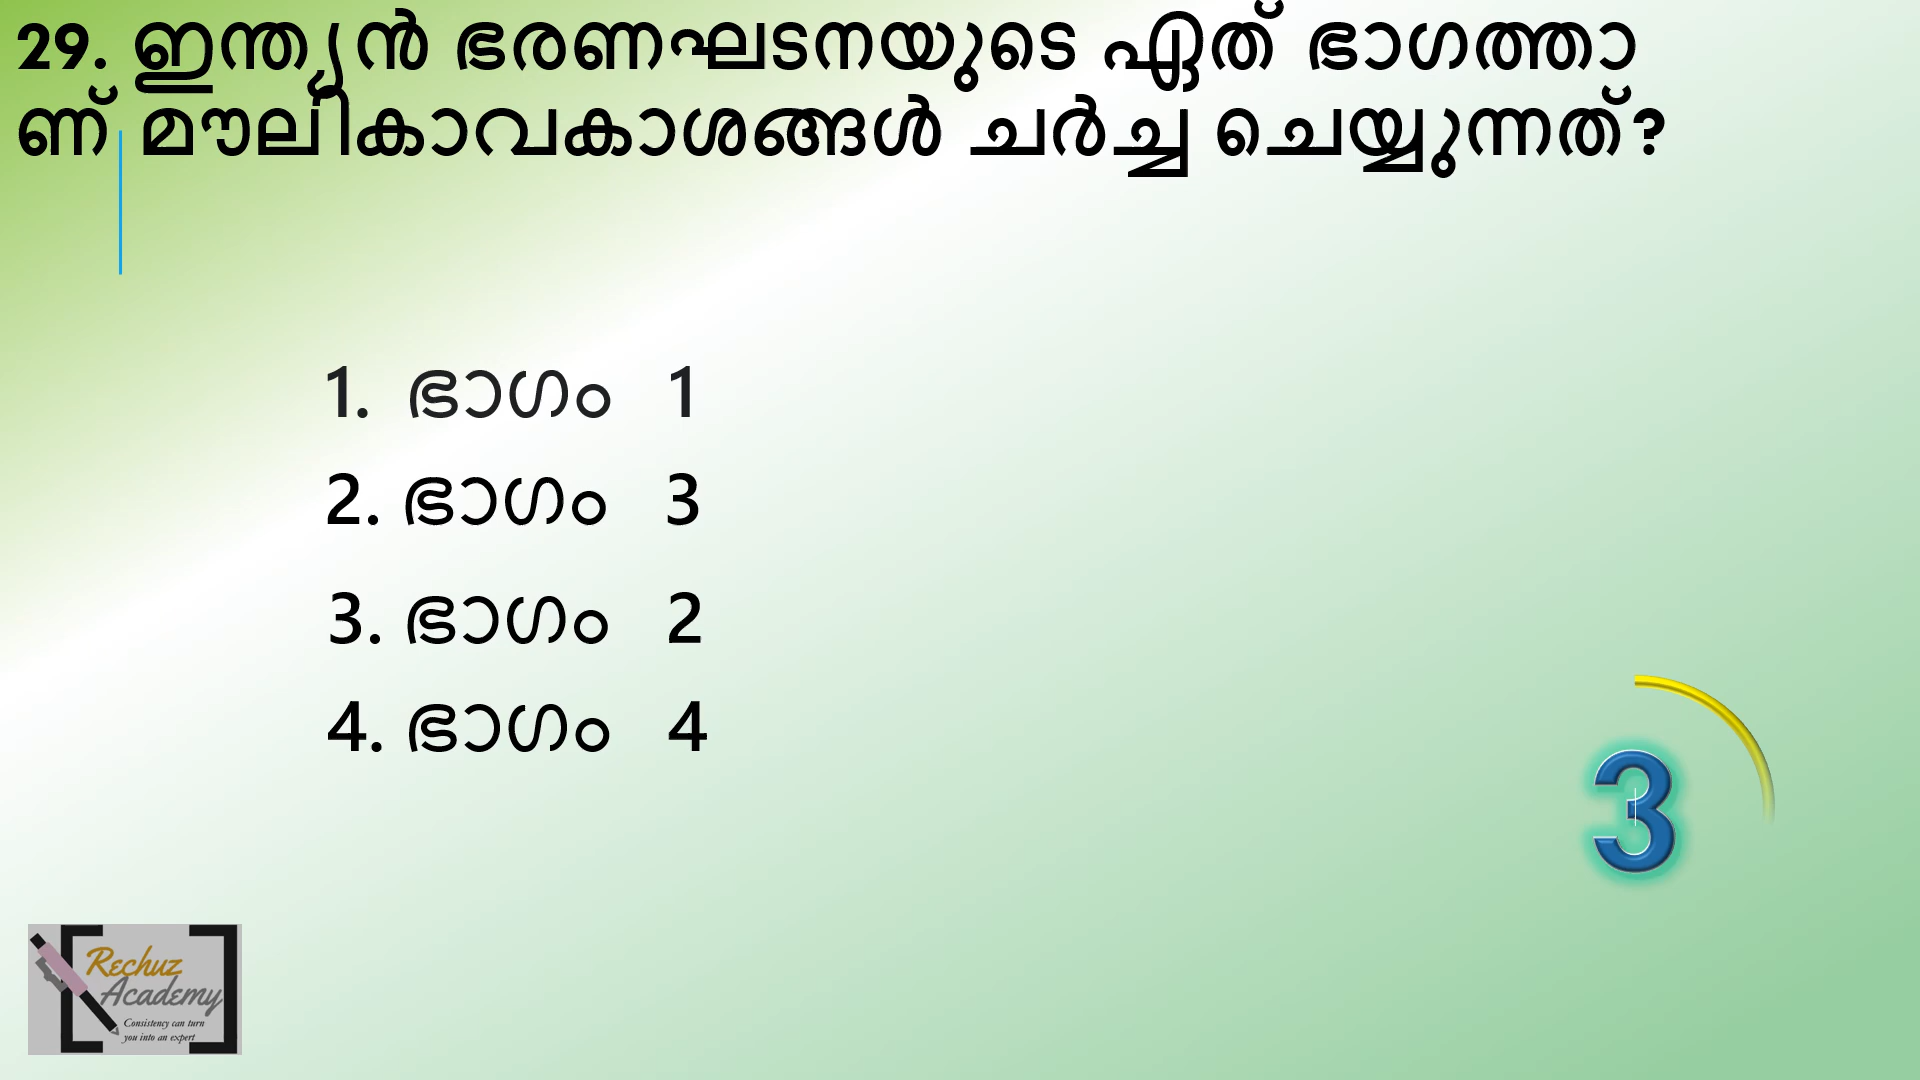 29. ഇന്ത്യൻ ഭരണഘടനയുടെ ഏത് ഭാഗത്താ
ണ് മൗലികാവകാശങ്ങൾ ചർച്ച ചെയ്യുന്നത്?
1. ഭാഗം 1
2. ഭാഗം 3
3. ഭാഗം 2
4. ഭാഗം 4
3
Rechuz
Academy
Consistency can turn
you into an expert